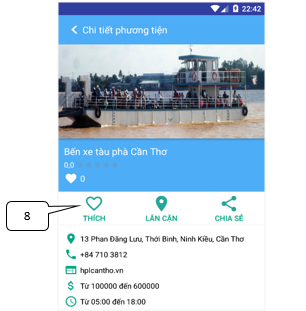 22:42
Chi tiết phương tiện
Bến xe tàu phà Cần Thơ
0,0
0
8
THÍCH
LÂN CẬN
CHIA SẺ
13 Phan Đăng Lưu, Thới Bình, Ninh Kiều, Cần Thơ
+84 710 3812
hplcantho.vn
Từ 100000 đến 600000
Từ 05:00 đến 18:00